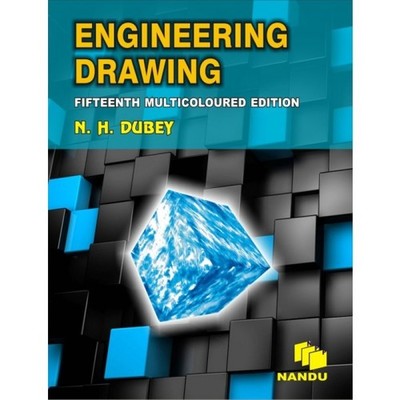 ENGINEERING
DRAWING
FIFTEENTH MULTICOLOURED EDITION
N. H. DUBEY
NANDU